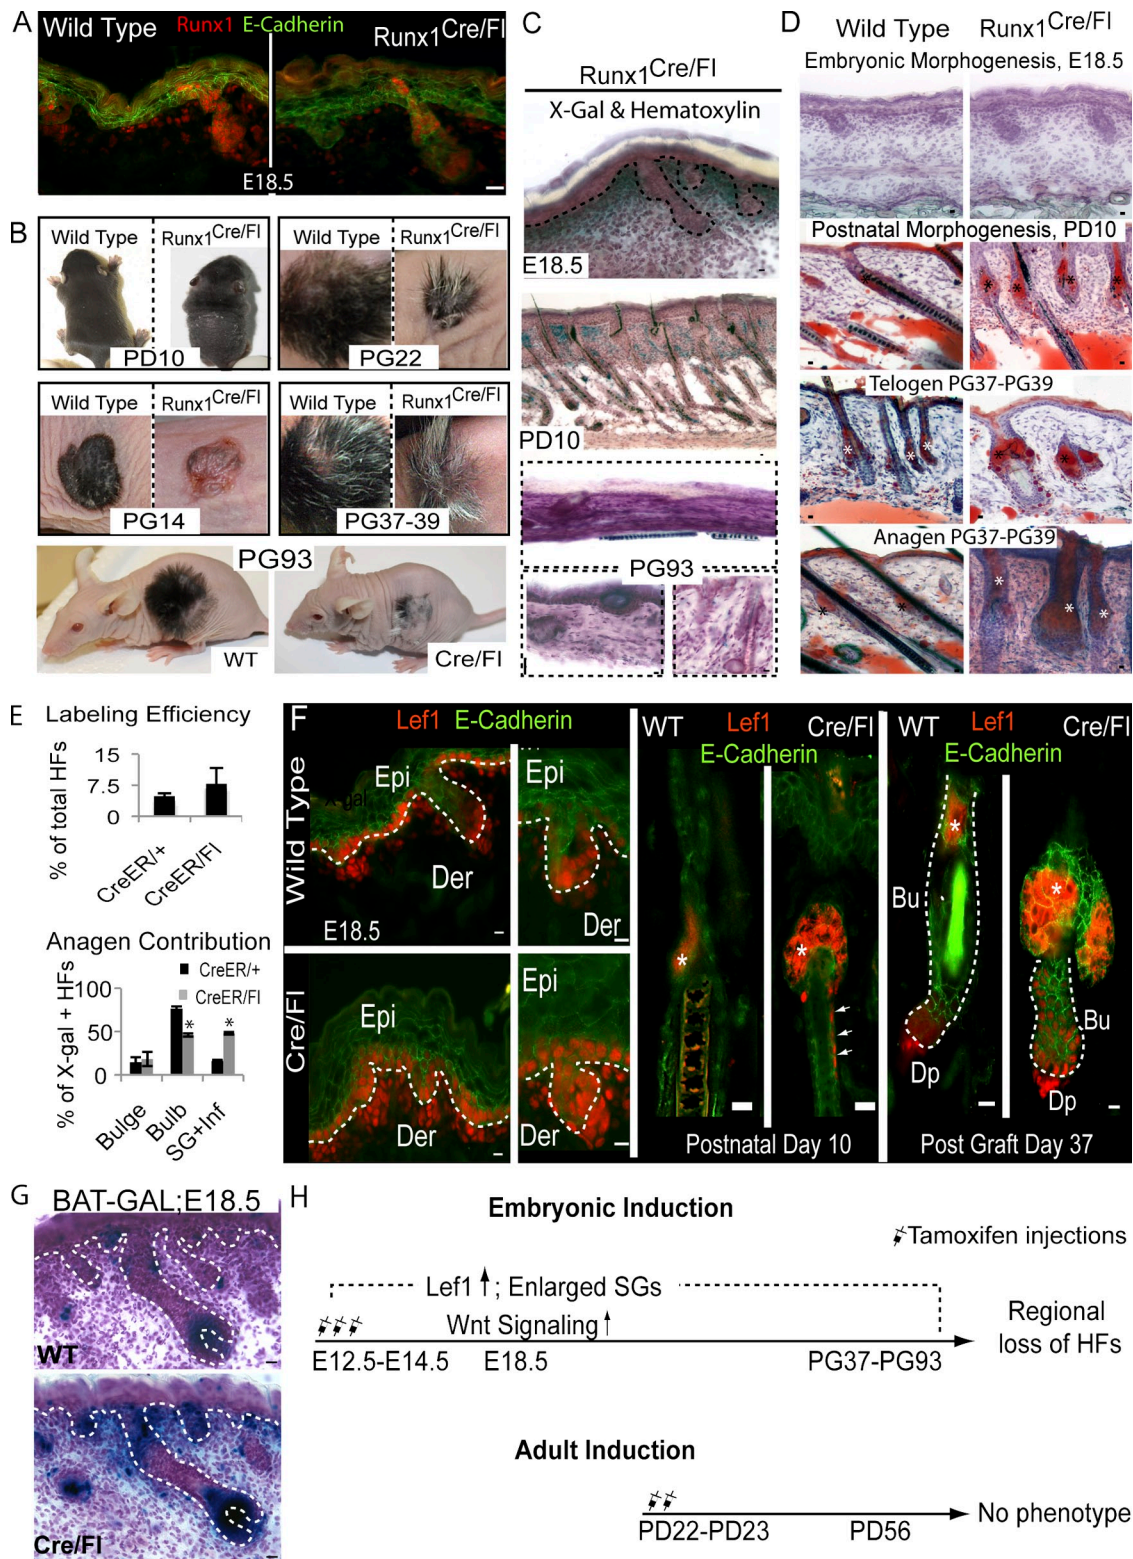 A
Wild Type
Runx1 E-Cadherin
Runx1Cre/Fl
E18.5
B
Wild Type
Runx1Cre/Fl
PD10
Wild Type
Runx1Cre/Fl
PG22
Wild Type
Runx1Cre/Fl
PG14
Wild Type
Runx1Cre/Fl
PG37-39
PG93
WT
Cre/Fl
C
Runx1Cre/Fl
X-Gal & Hematoxylin
E18.5
PD10
PG93
D
Wild Type Runx1Cre/Fl
Embryonic Morphogenesis, E18.5
Postnatal Morphogenesis, PD10
* * * * *
Telogen PG37-PG39
* * * * *
Anagen PG37-PG39
* * * * *
E
Labeling Efficiency
% of total HFs
15
7.5
0
CreER/+
CreER/Fl
Anagen Contribution
% of X-gal + HFs
CreER/+
CreER/Fl
100
50
0
* *
Bulge
Bulb
SG+Inf
F
Lef1 E-Cadherin
Wild Type
Epi
X-gal
Der
E18.5
Epi
Der
Cre/Fl
Epi
Der
Epi
Der
WT Lef1 Cre/Fl
E-Cadherin
* *
Postnatal Day 10
WT Lef1 Cre/Fl
E-Cadherin
*
Bu
Dp
*
Bu
Dp
Post Graft Day 37
G
BAT-GAL;E18.5
WT
Cre/Fl
H
Embryonic Induction
Tamoxifen injections
Lef1 ↑; Enlarged SGs
Wnt Signaling ↑
E12.5-E14.5 E18.5 PG37-PG93
Regional
loss of HFs
Adult Induction
PD22-PD23 PD56
No phenotype